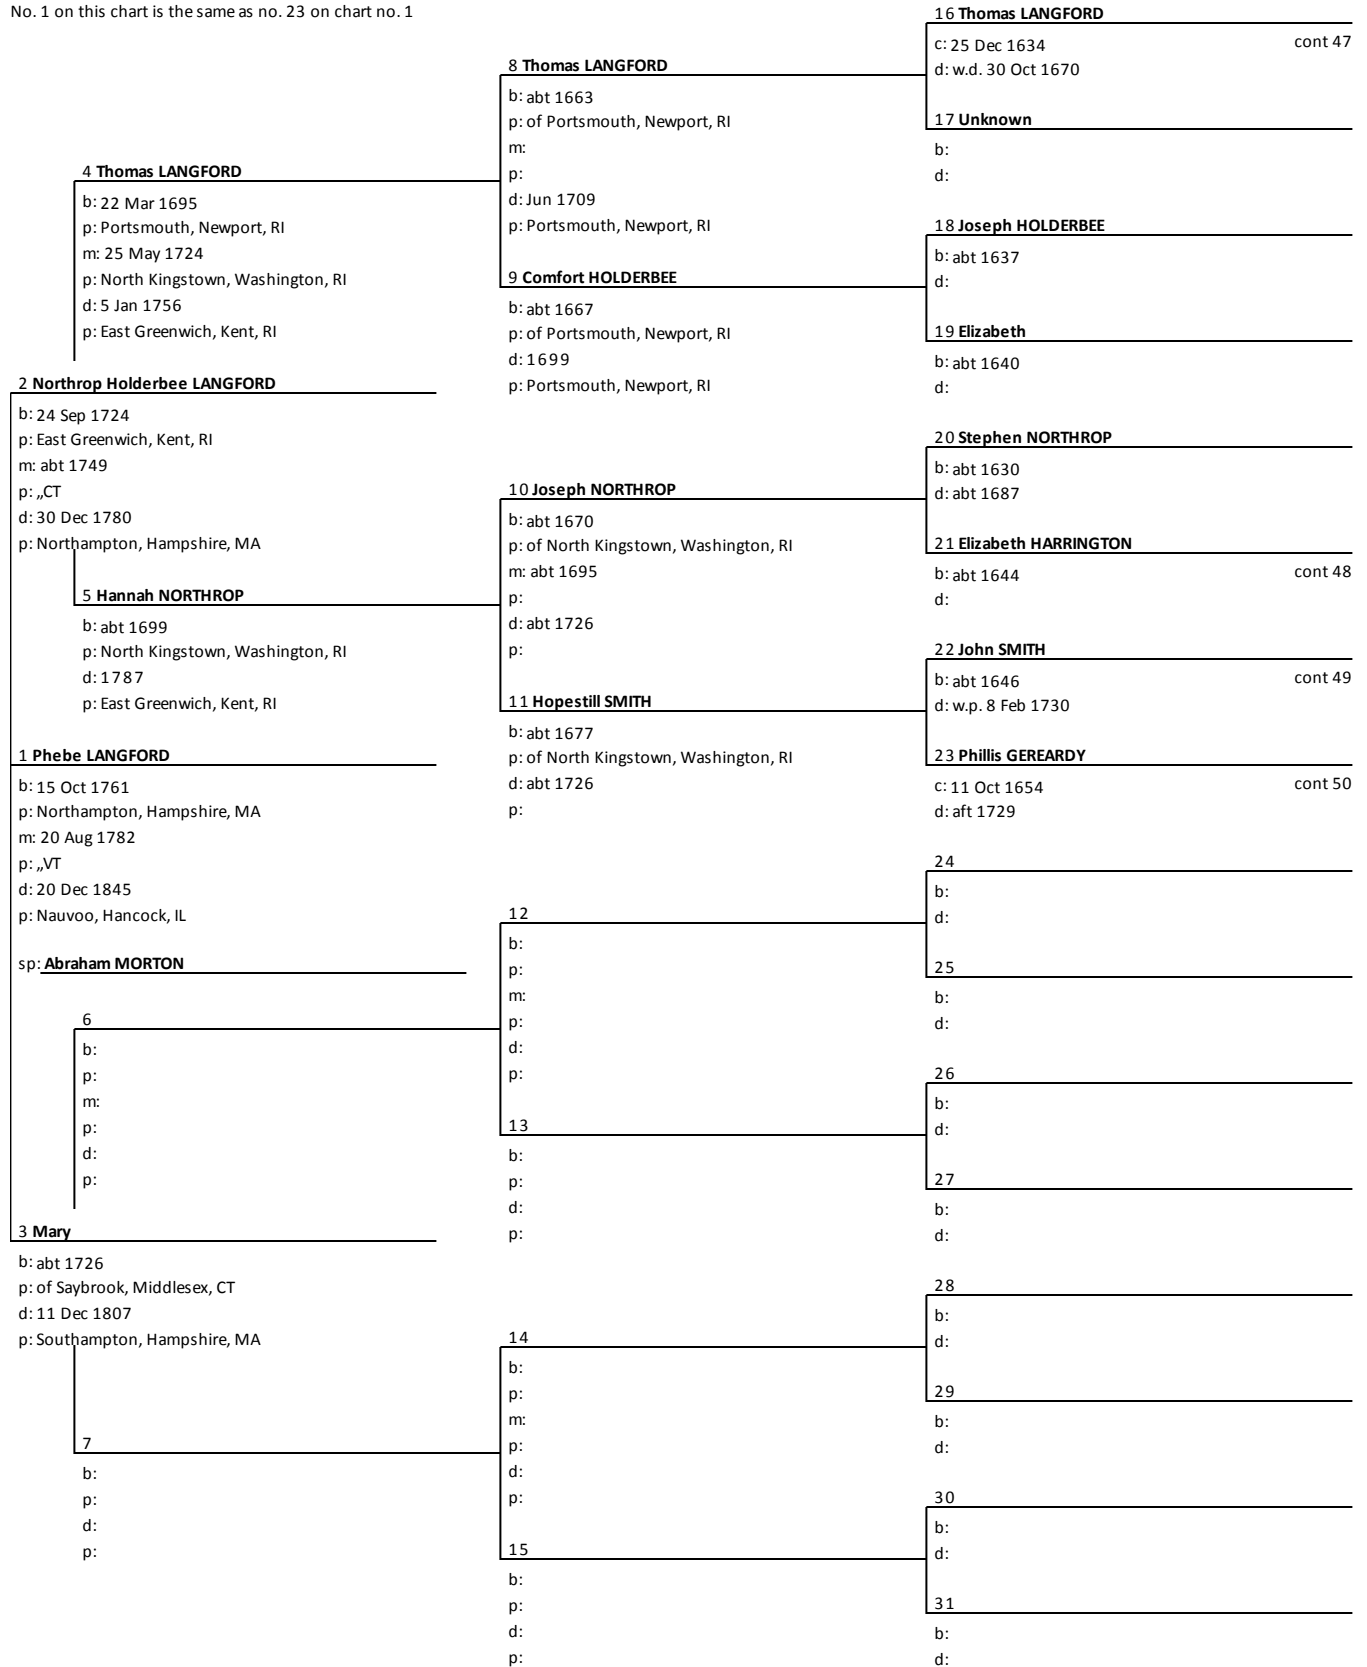 No. 1 on this chart is the same as no. 23 on chart no. 1
16 Thomas LANGFORD
c: 25 Dec 1634 cont 47
d: w.d. 30 Oct 1670
8 Thomas LANGFORD
b: abt 1663
p: of Portsmouth, Newport, RI
m:
p:
d: Jun 1709
p: Portsmouth, Newport, RI
17 Unknown
b:
d:
4 Thomas LANGFORD
b: 22 Mar 1695
p: Portsmouth, Newport, RI
m: 25 May 1724
p: North Kingstown, Washington, RI
d: 5 Jan 1756
p: East Greenwich, Kent, RI
18 Joseph HOLDERBEE
b: abt 1637
d:
9 Comfort HOLDERBEE
b: abt 1667
p: of Portsmouth, Newport, RI
d: 1699
p: Portsmouth, Newport, RI
19 Elizabeth
b: abt 1640
d:
2 Northrop Holderbee LANGFORD
b: 24 Sep 1724
p: East Greenwich, Kent, RI
m: abt 1749
p: „CT
d: 30 Dec 1780
p: Northampton, Hampshire, MA
20 Stephen NORTHROP
b: abt 1630
d: abt 1687
10 Joseph NORTHROP
b: abt 1670
p: of North Kingstown, Washington, RI
m: abt 1695
p:
d: abt 1726
p:
21 Elizabeth HARRINGTON
b: abt 1644 cont 48
d:
5 Hannah NORTHROP
b: abt 1699
p: North Kingstown, Washington, RI
d: 1787
p: East Greenwich, Kent, RI
22 John SMITH
b: abt 1646 cont 49
d: w.p. 8 Feb 1730
11 Hopestill SMITH
b: abt 1677
p: of North Kingstown, Washington, RI
d: abt 1726
p:
23 Phillis GEREARDY
c: 11 Oct 1654 cont 50
d: aft 1729
1 Phebe LANGFORD
b: 15 Oct 1761
p: Northampton, Hampshire, MA
m: 20 Aug 1782
p: „VT
d: 20 Dec 1845
p: Nauvoo, Hancock, IL
sp: Abraham MORTON
24
b:
d:
12
b:
p:
m:
p:
d:
p:
25
b:
d:
6
b:
p:
m:
p:
d:
p:
26
b:
d:
13
b:
p:
d:
p:
27
b:
d:
3 Mary
b: abt 1726
p: of Saybrook, Middlesex, CT
d: 11 Dec 1807
p: Southampton, Hampshire, MA
28
b:
d:
14
b:
p:
m:
p:
d:
p:
29
b:
d:
7
b:
p:
d:
p:
30
b:
d:
15
b:
p:
d:
p:
31
b:
d: